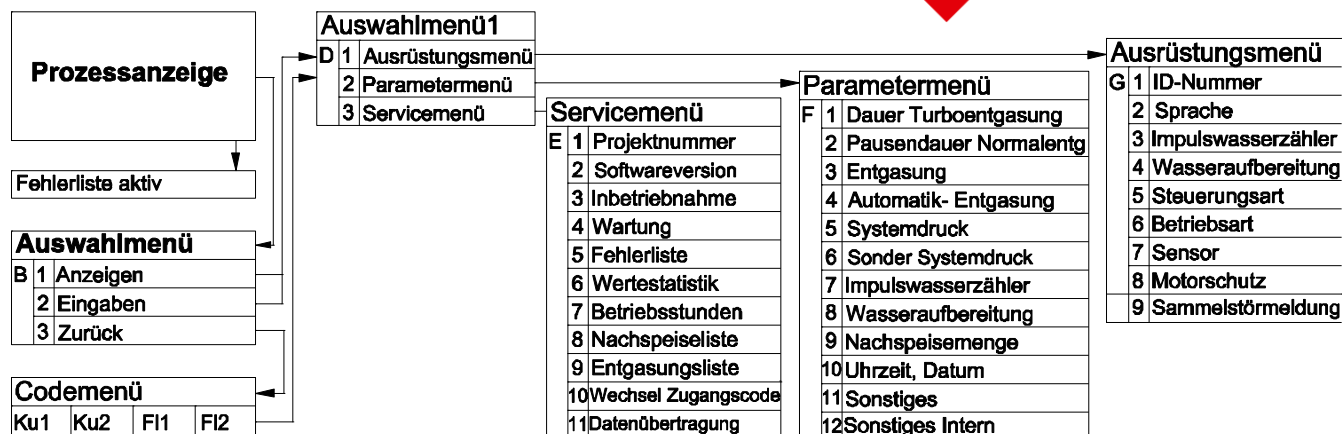 Prozessanzeige
Fehlerliste aktiv
Auswahlmenü
B 1 Anzeigen
2 Eingaben
3 Zurück
Codemenü
Ku1 Ku2 Fl1 Fl2
Auswahlmenü1
D 1 Ausrüstungsmenü
2 Parametermenü
3 Servicemenü
Servicemenü
E 1 Projektnummer
2 Softwareversion
3 Inbetriebnahme
4 Wartung
5 Fehlerliste
6 Wertestatistik
7 Betriebsstunden
8 Nachspeiseliste
9 Entgasungsliste
10 Wechsel Zugangscode
11 Datenübertragung
Parametermenü
F 1 Dauer Turboentgasung
2 Pausendauer Normalentg
3 Entgasung
4 Automatik- Entgasung
5 Systemdruck
6 Sonder Systemdruck
7 Impulswasserzähler
8 Wasseraufbereitung
9 Nachspeisemenge
10 Uhrzeit, Datum
11 Sonstiges
12 Sonstiges Intern
Ausrüstungsmenü
G 1 ID-Nummer
2 Sprache
3 Impulswasserzähler
4 Wasseraufbereitung
5 Steuerungsart
6 Betriebsart
7 Sensor
8 Motorschutz
9 Sammelstörmeldung